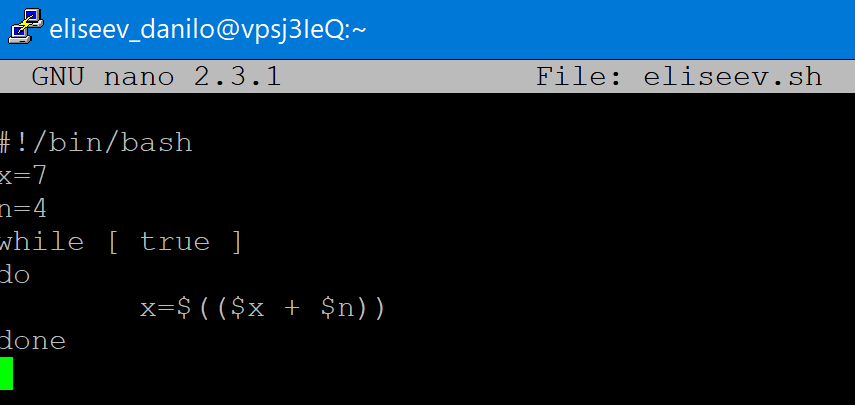 eliseev_danilo@vpsj3IeQ:~
GNU nano 2.3.1 File: eliseev.sh
#!/bin/bash
x=7
n=4
while [ true ]
do
x=$(($x + $n))
done